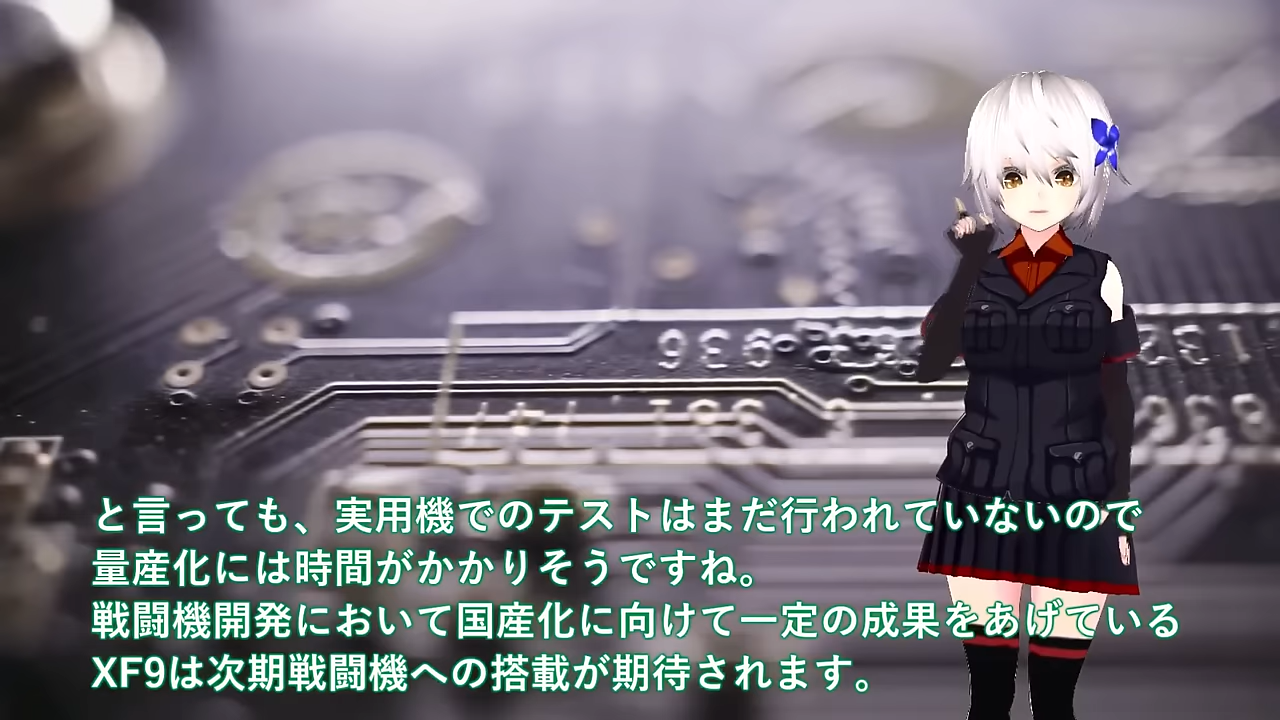 と言っても、実用機でのテストはまだ行われていないので
量産化には時間がかかりそうですね。
戦闘機開発において国産化に向けて一定の成果をあげている
XF9は次期戦闘機への搭載が期待されます。